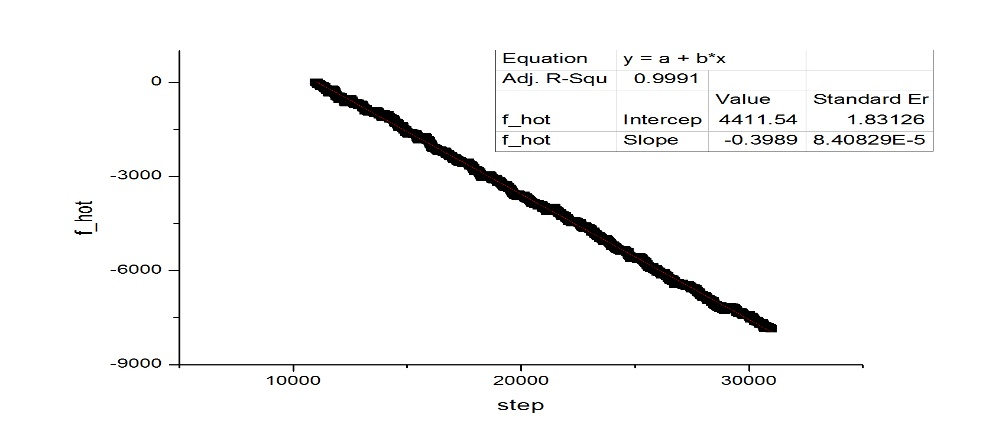 Equation y = a + b*x
Adj. R-Squ 0.9991
Value Standard Er
f_hot Intercep 4411.54 1.83126
f_hot Slope -0.3989 8.40829E-5
0
-3000
-6000
-9000
f_hot
10000 20000 30000
step